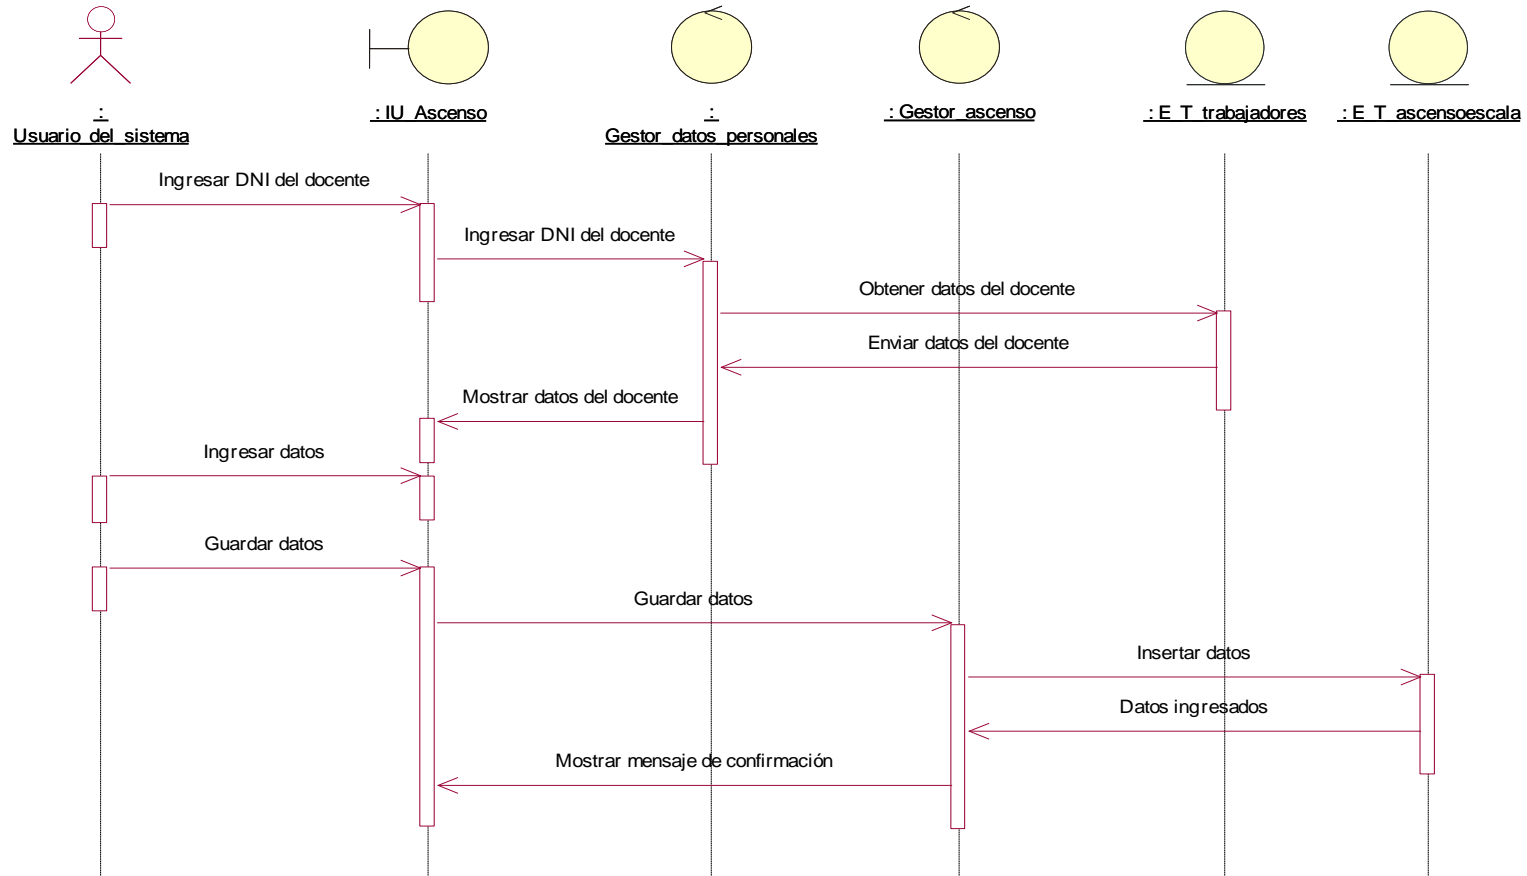 :
Usuario_del_sistema
: IU_Ascenso
:
Gestor_datos_personales
: Gestor_ascenso
: E_T_trabajadores
: E_T_ascensoescala
Ingresar DNI del docente
Ingresar DNI del docente
Obtener datos del docente
Enviar datos del docente
Mostrar datos del docente
Ingresar datos
Guardar datos
Guardar datos
Insertar datos
Datos ingresados
Mostrar mensaje de confirmación